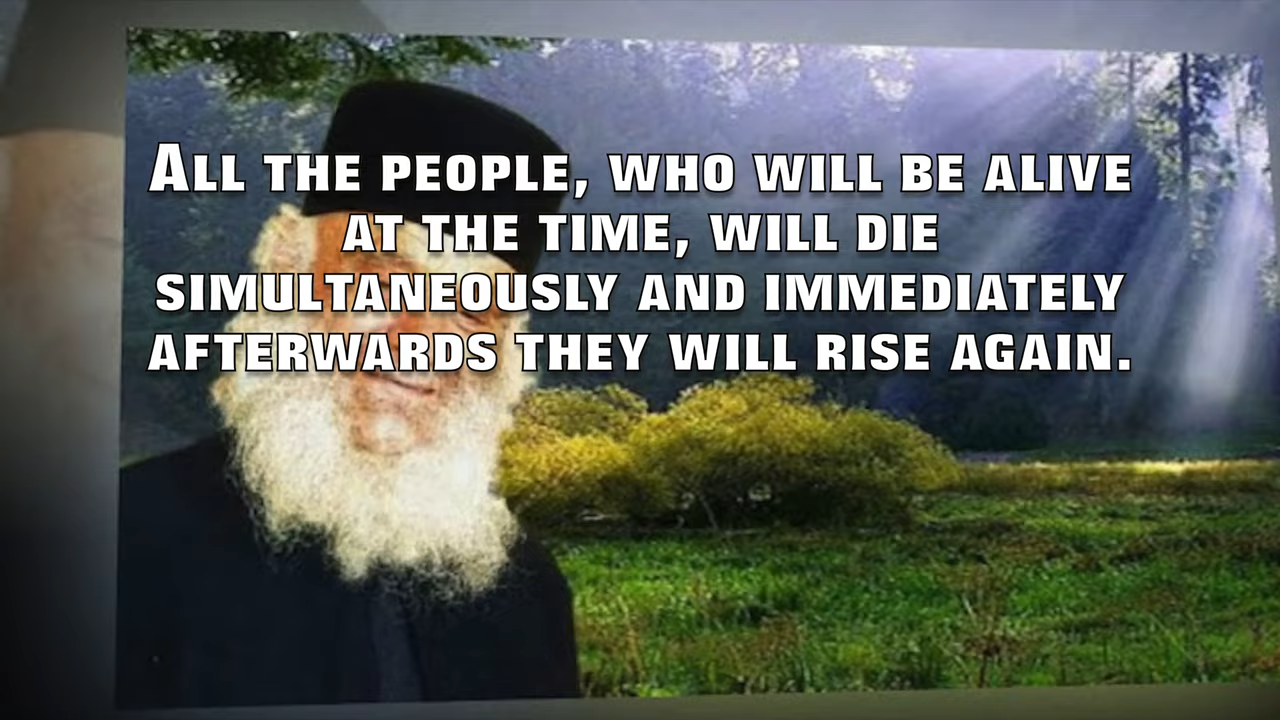 All the people, who will be alive
at the time, will die
simultaneously and immediately
afterwards they will rise again.